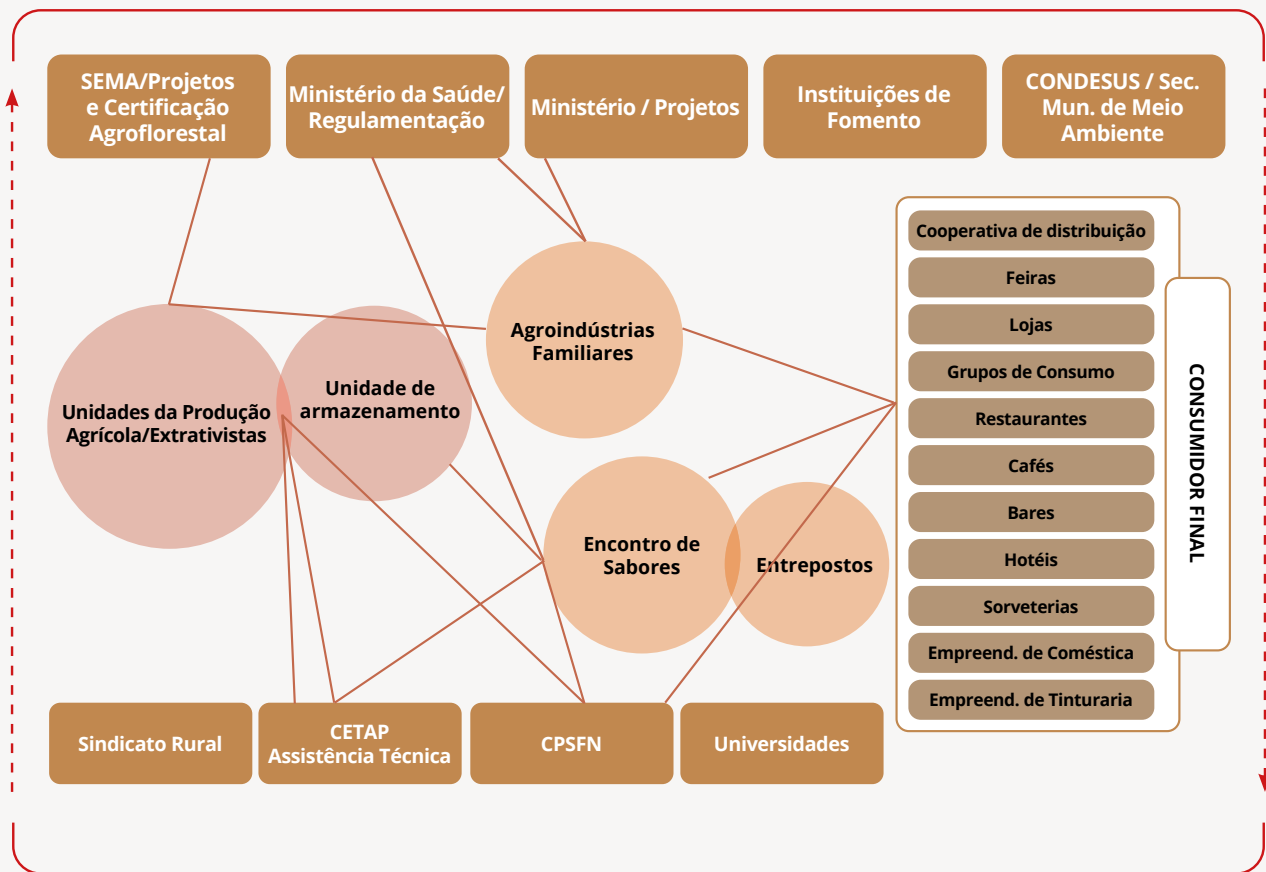 SEMA/Projetos
e Certificação
Agroflorestal
Ministério da Saúde/
Regulamentação
Ministério / Projetos
Instituições de
Fomento
CONDESUS / Sec.
Mun. de Meio
Ambiente
Cooperativa de distribuição
Feiras
Lojas
Grupos de Consumo
Restaurantes
Cafés
Bares
Hotéis
Sorveterias
Empreend. de Coméstica
Empreend. de Tinturaria
CONSUMIDOR FINAL
Agroindústrias
Familiares
Unidade de
armazenamento
Unidades da Produção
Agrícola/Extrativistas
Encontro de
Sabores
Entrepostos
Sindicato Rural
CETAP
Assistência Técnica
CPSFN
Universidades